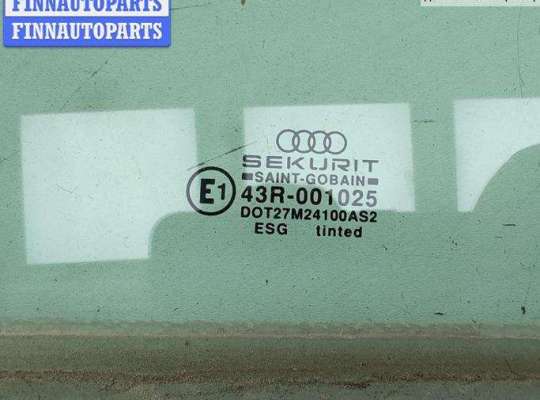 FINNAUTOPARTS
FINNAUTOPARTS
SEKURIT
SAINT-GOBAIN
E1
43R-001025
DOT27M24100AS2
ESG tinted